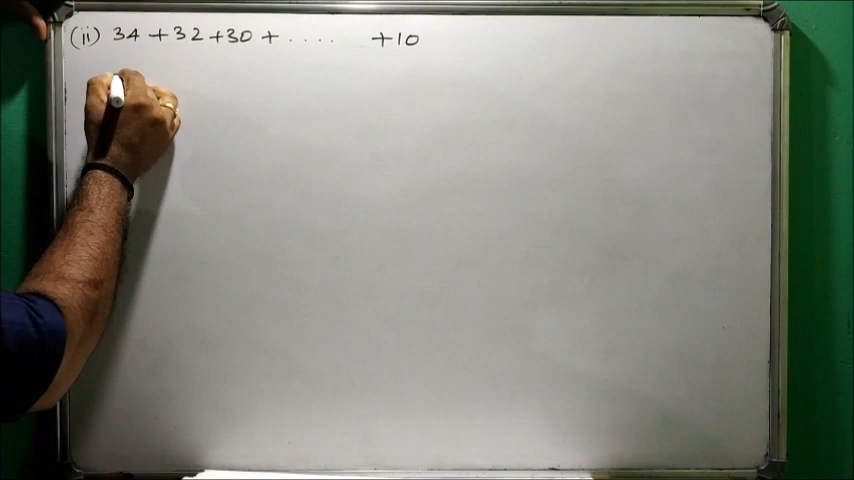 (ii) 34 + 32 + 30 + .... + 10